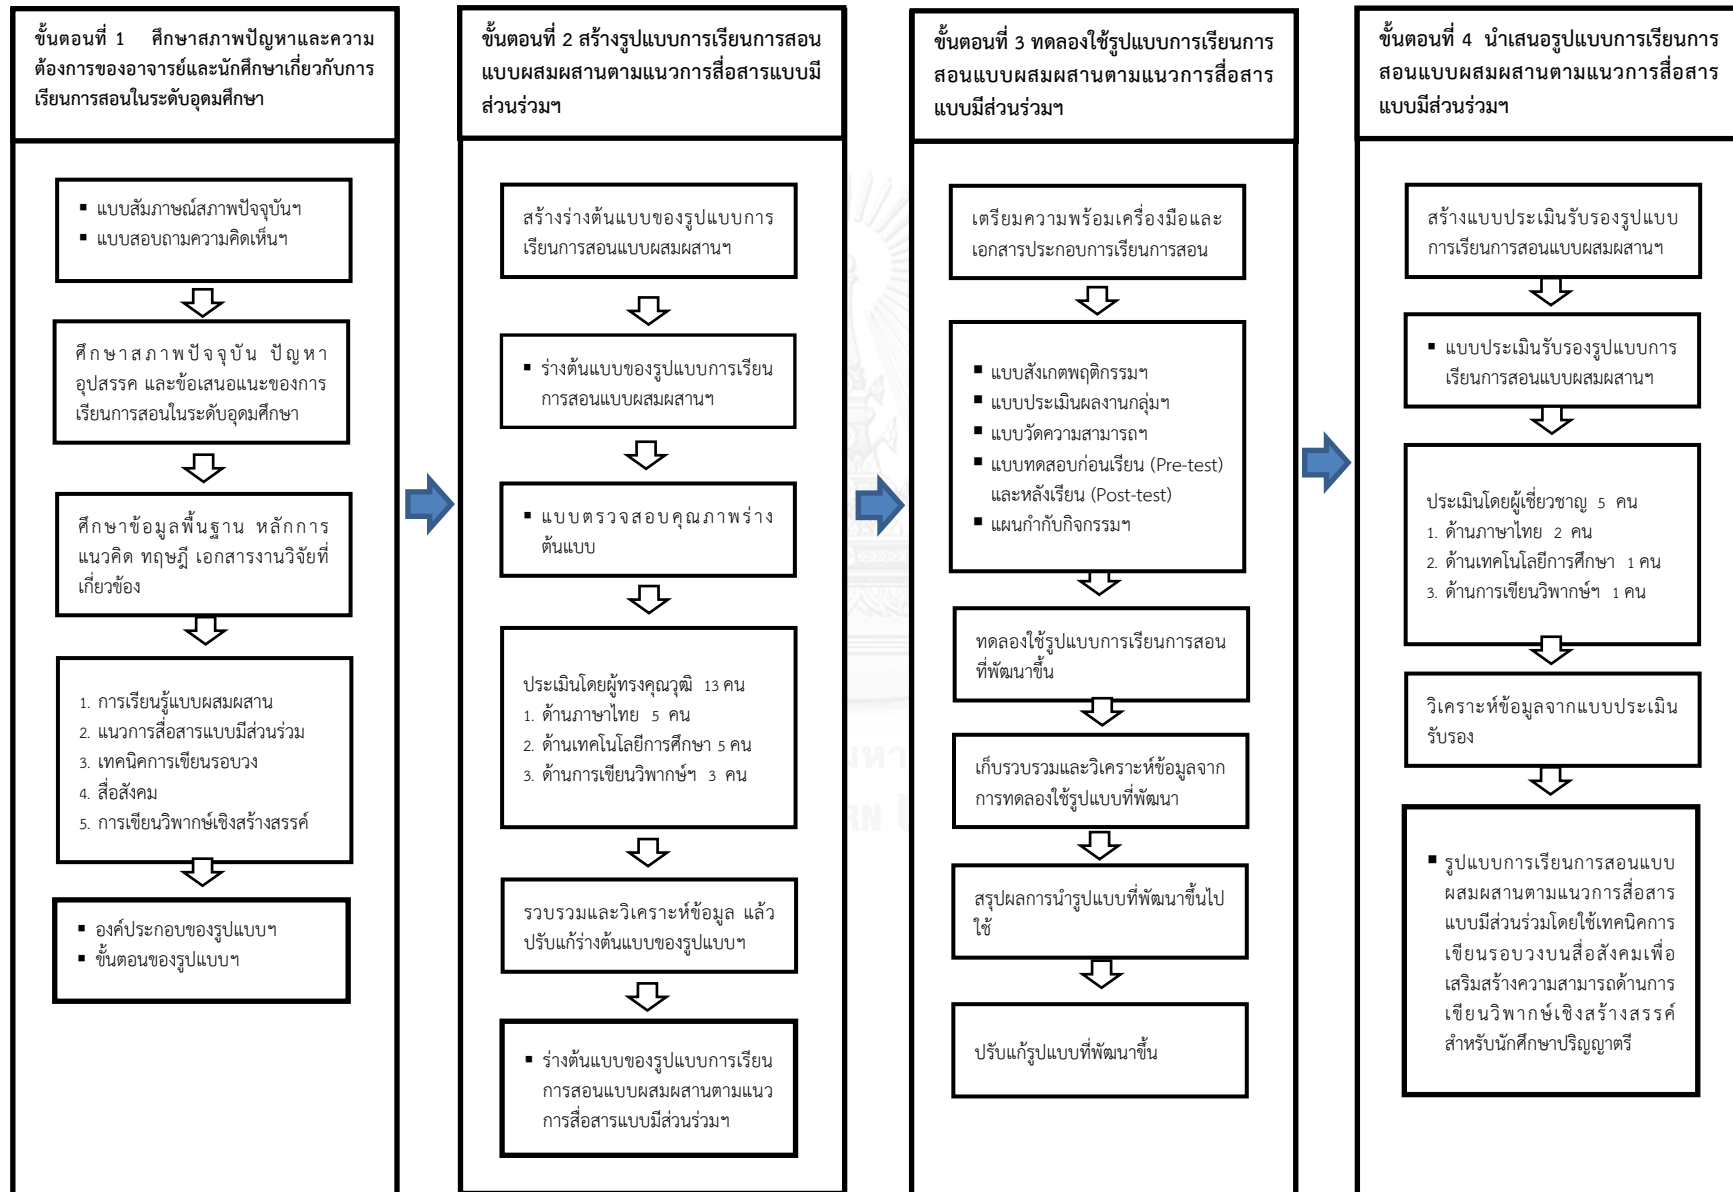 ขั้นตอนที่ 1 ศึกษาสภาพปัญหาและความ
ต้องการของอาจารย์และนักศึกษาเกี่ยวกับการ
เรียนการสอนในระดับอุดมศึกษา
▪ แบบสัมภาษณ์สภาพปัจจุบันฯ
▪ แบบสอบถามความคิดเห็นฯ
ศึกษาสภาพปัจจุบัน ปัญหา
อุปสรรค และข้อเสนอแนะของการ
เรียนการสอนในระดับอุดมศึกษา
ศึกษาข้อมูลพื้นฐาน หลักการ
แนวคิด ทฤษฎี เอกสารงานวิจัยที่
เกี่ยวข้อง
1. การเรียนรู้แบบผสมผสาน
2. แนวการสื่อสารแบบมีส่วนร่วม
3. เทคนิคการเขียนรอบวง
4. สื่อสังคม
5. การเขียนวิพากษ์เชิงสร้างสรรค์
▪ องค์ประกอบของรูปแบบฯ
▪ ขั้นตอนของรูปแบบฯ
ขั้นตอนที่ 2 สร้างรูปแบบการเรียนการสอน
แบบผสมผสานตามแนวการสื่อสารแบบมี
ส่วนร่วมฯ
สร้างร่างต้นแบบของรูปแบบการ
เรียนการสอนแบบผสมผสานฯ
▪ ร่างต้นแบบของรูปแบบการเรียน
การสอนแบบผสมผสานฯ
▪ แบบตรวจสอบคุณภาพร่าง
ต้นแบบ
ประเมินโดยผู้ทรงคุณวุฒิ 13 คน
1. ด้านภาษาไทย 5 คน
2. ด้านเทคโนโลยีการศึกษา 5 คน
3. ด้านการเขียนวิพากษ์ฯ 3 คน
รวบรวมและวิเคราะห์ข้อมูล แล้ว
ปรับแก้ร่างต้นแบบของรูปแบบฯ
▪ ร่างต้นแบบของรูปแบบการเรียน
การสอนแบบผสมผสานตามแนว
การสื่อสารแบบมีส่วนร่วมฯ
ขั้นตอนที่ 3 ทดลองใช้รูปแบบการเรียนการ
สอนแบบผสมผสานตามแนวการสื่อสาร
แบบมีส่วนร่วมฯ
เตรียมความพร้อมเครื่องมือและ
เอกสารประกอบการเรียนการสอน
▪ แบบสังเกตพฤติกรรมฯ
▪ แบบประเมินผลงานกลุ่มฯ
▪ แบบวัดความสามารถฯ
▪ แบบทดสอบก่อนเรียน (Pre-test)
และหลังเรียน (Post-test)
▪ แผนกำกับกิจกรรมฯ
ทดลองใช้รูปแบบการเรียนการสอน
ที่พัฒนาขึ้น
เก็บรวบรวมและวิเคราะห์ข้อมูลจาก
การทดลองใช้รูปแบบที่พัฒนา
สรุปผลการนำรูปแบบที่พัฒนาขึ้นไป
ใช้
ปรับแก้รูปแบบที่พัฒนาขึ้น
ขั้นตอนที่ 4 นำเสนอรูปแบบการเรียนการ
สอนแบบผสมผสานตามแนวการสื่อสาร
แบบมีส่วนร่วมฯ
สร้างแบบประเมินรับรองรูปแบบ
การเรียนการสอนแบบผสมผสานฯ
▪ แบบประเมินรับรองรูปแบบการ
เรียนการสอนแบบผสมผสานฯ
ประเมินโดยผู้เชี่ยวชาญ 5 คน
1. ด้านภาษาไทย 2 คน
2. ด้านเทคโนโลยีการศึกษา 1 คน
3. ด้านการเขียนวิพากษ์ฯ 1 คน
วิเคราะห์ข้อมูลจากแบบประเมิน
รับรอง
▪ รูปแบบการเรียนการสอนแบบ
ผสมผสานตามแนวการสื่อสาร
แบบมีส่วนร่วมโดยใช้เทคนิคการ
เขียนรอบวงบนสื่อสังคมเพื่อ
เสริมสร้างความสามารถด้านการ
เขียนวิพากษ์เชิงสร้างสรรค์
สำหรับนักศึกษาปริญญาตรี